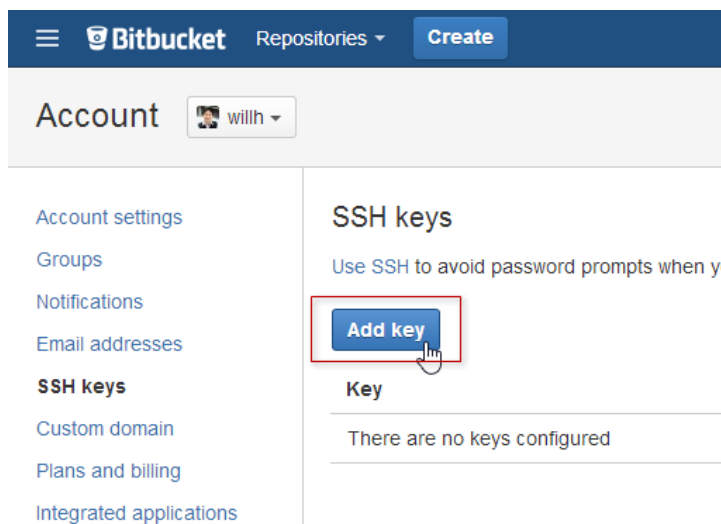 Bitbucket Repositories Create
Account willh
Account settings
Groups
Notifications
Email addresses
SSH keys
Custom domain
Plans and billing
Integrated applications
SSH keys
Use SSH to avoid password prompts when y
Add key
Key
There are no keys configured